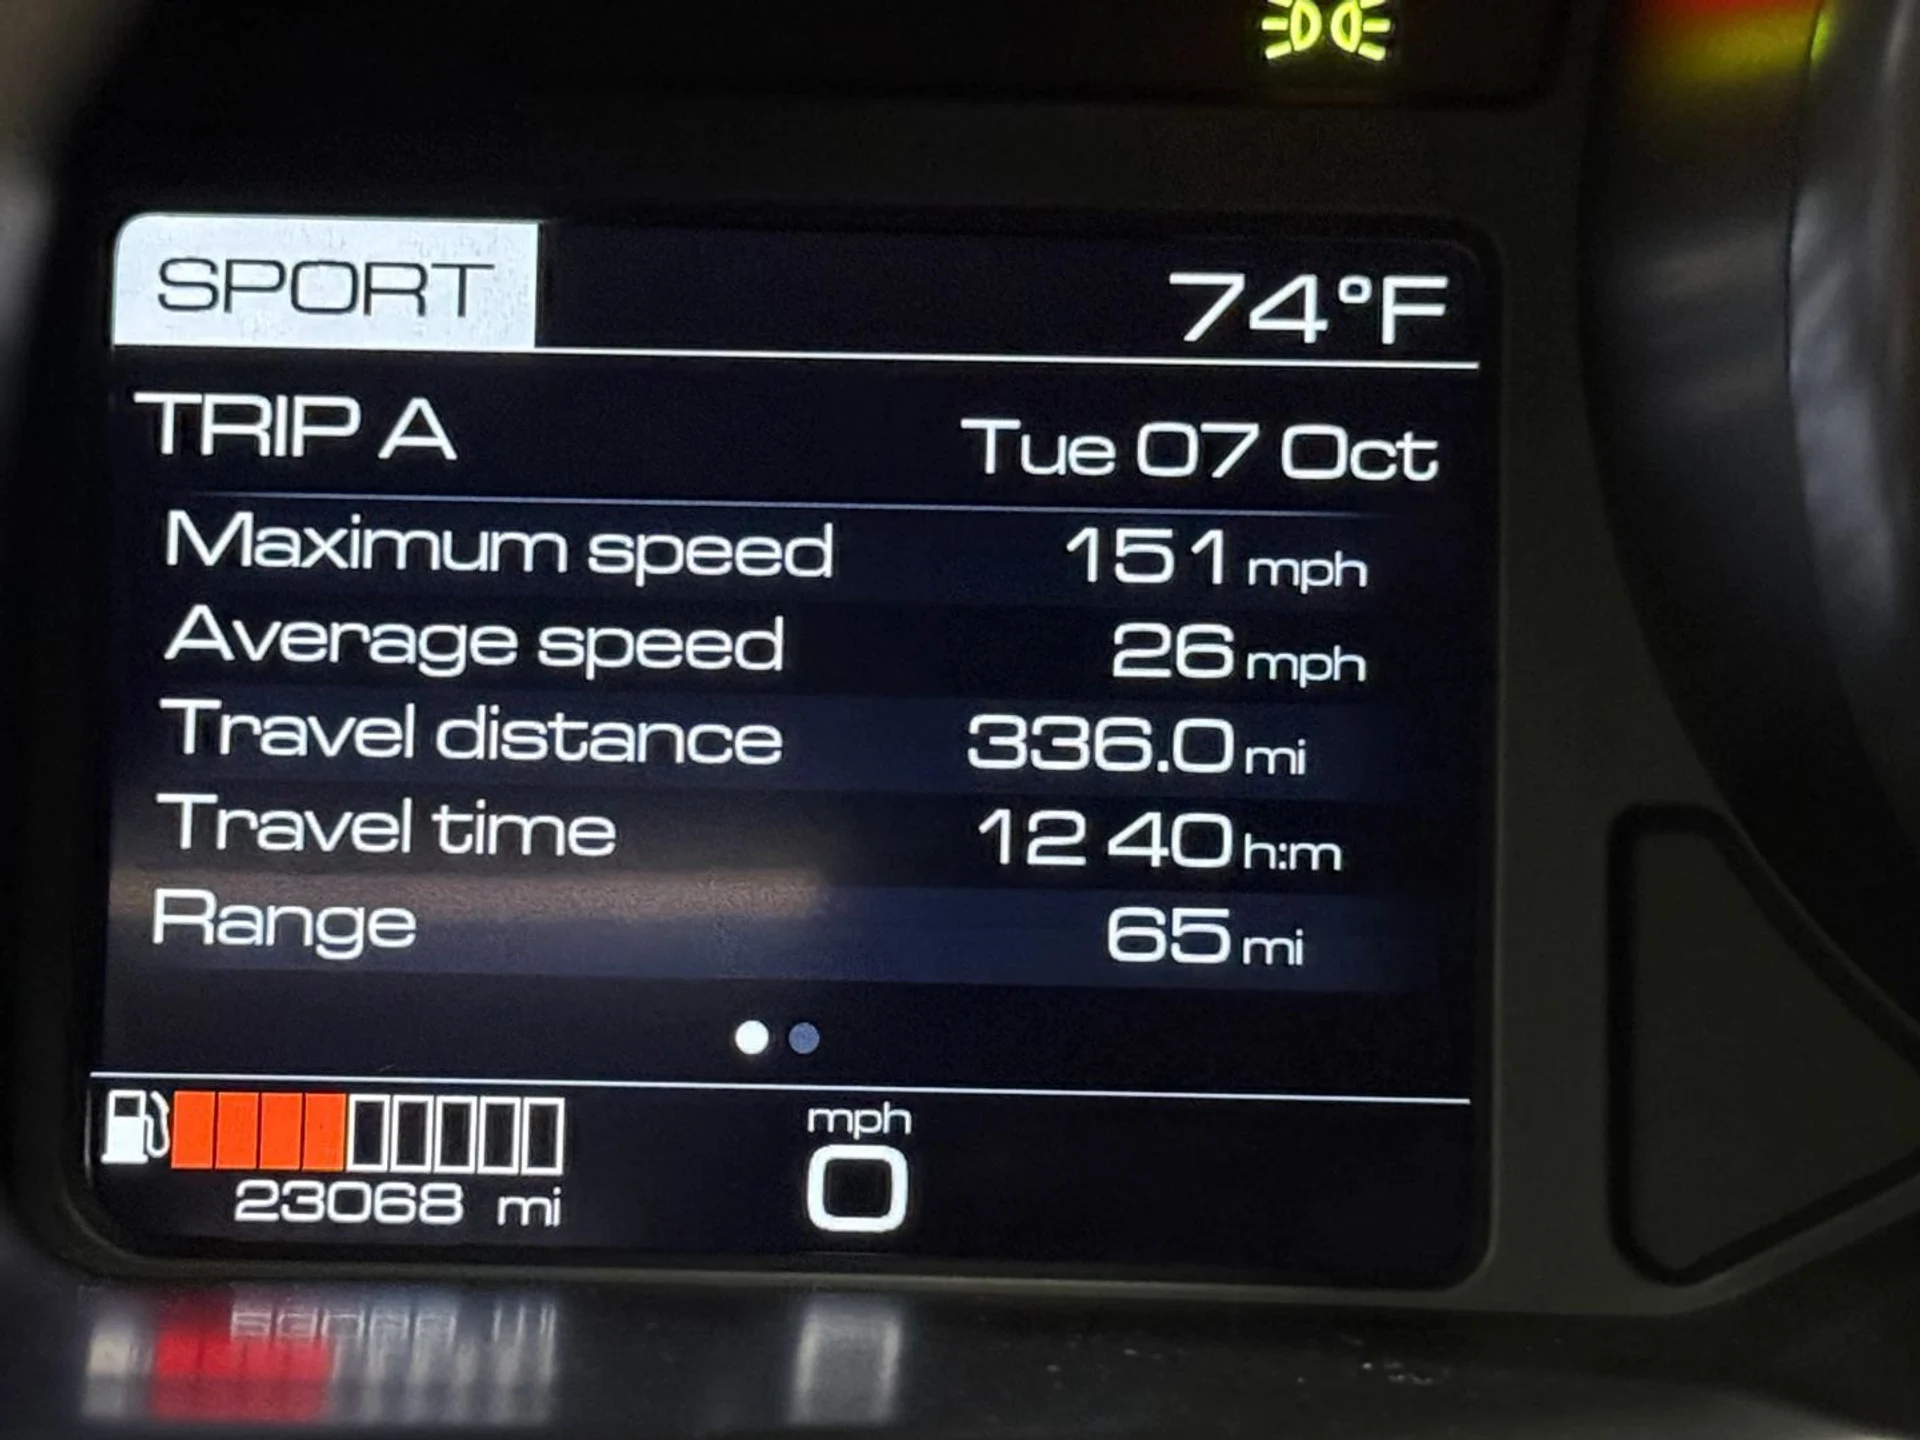 SPORT 74°F
TRIP A Tue 07 Oct
Maximum speed 151 mph
Average speed 26 mph
Travel distance 336.0 mi
Travel time 12 40 h:m
Range 65 mi
mph
0
23068 mi